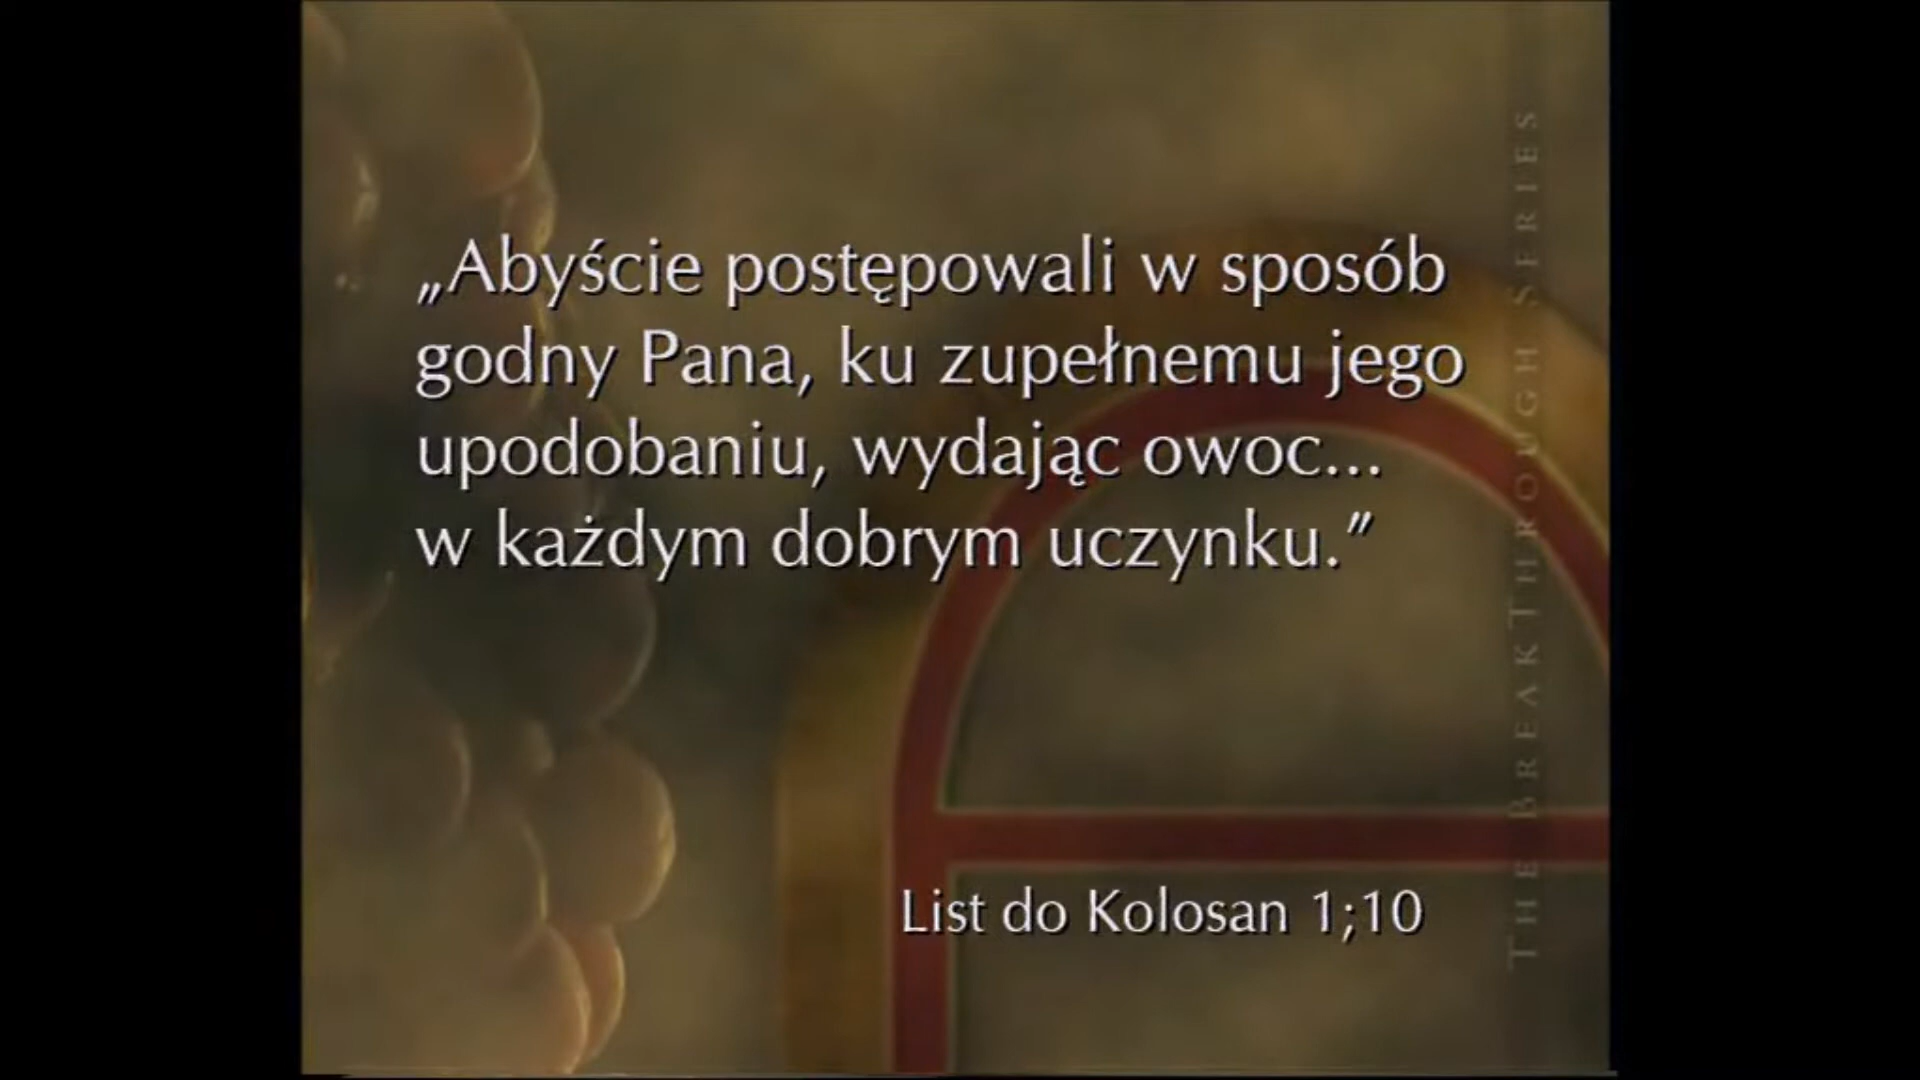 „Abyście postępowali w sposób
godny Pana, ku zupełnemu jego
upodobaniu, wydając owoc...
w każdym dobrym uczynku.”
List do Kolosan 1;10
THE BREAKTHROUGH SERIES